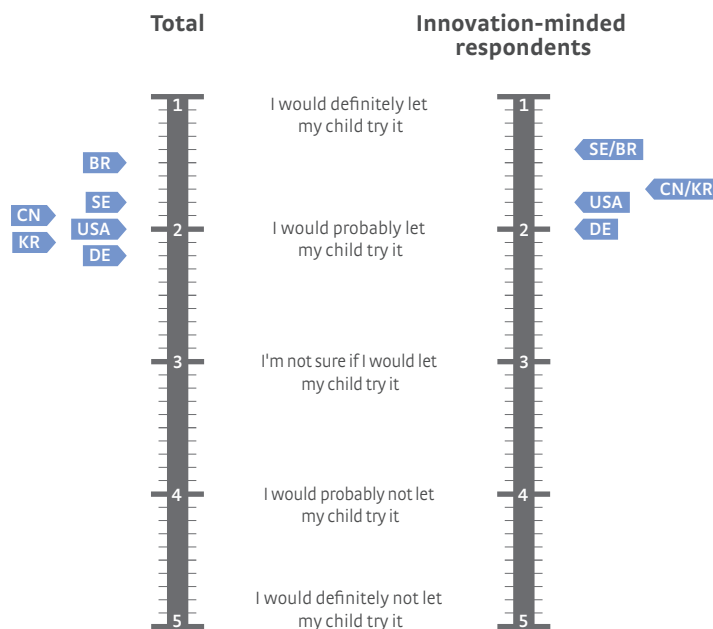 Total
Innovation-minded
respondents
1
I would definitely let
my child try it
1
BR
SE/BR
CN/KR
SE
USA
CN
USA
2
I would probably let
my child try it
2
DE
KR
DE
3
I'm not sure if I would let
my child try it
3
4
I would probably not let
my child try it
4
I would definitely not let
my child try it
5
5